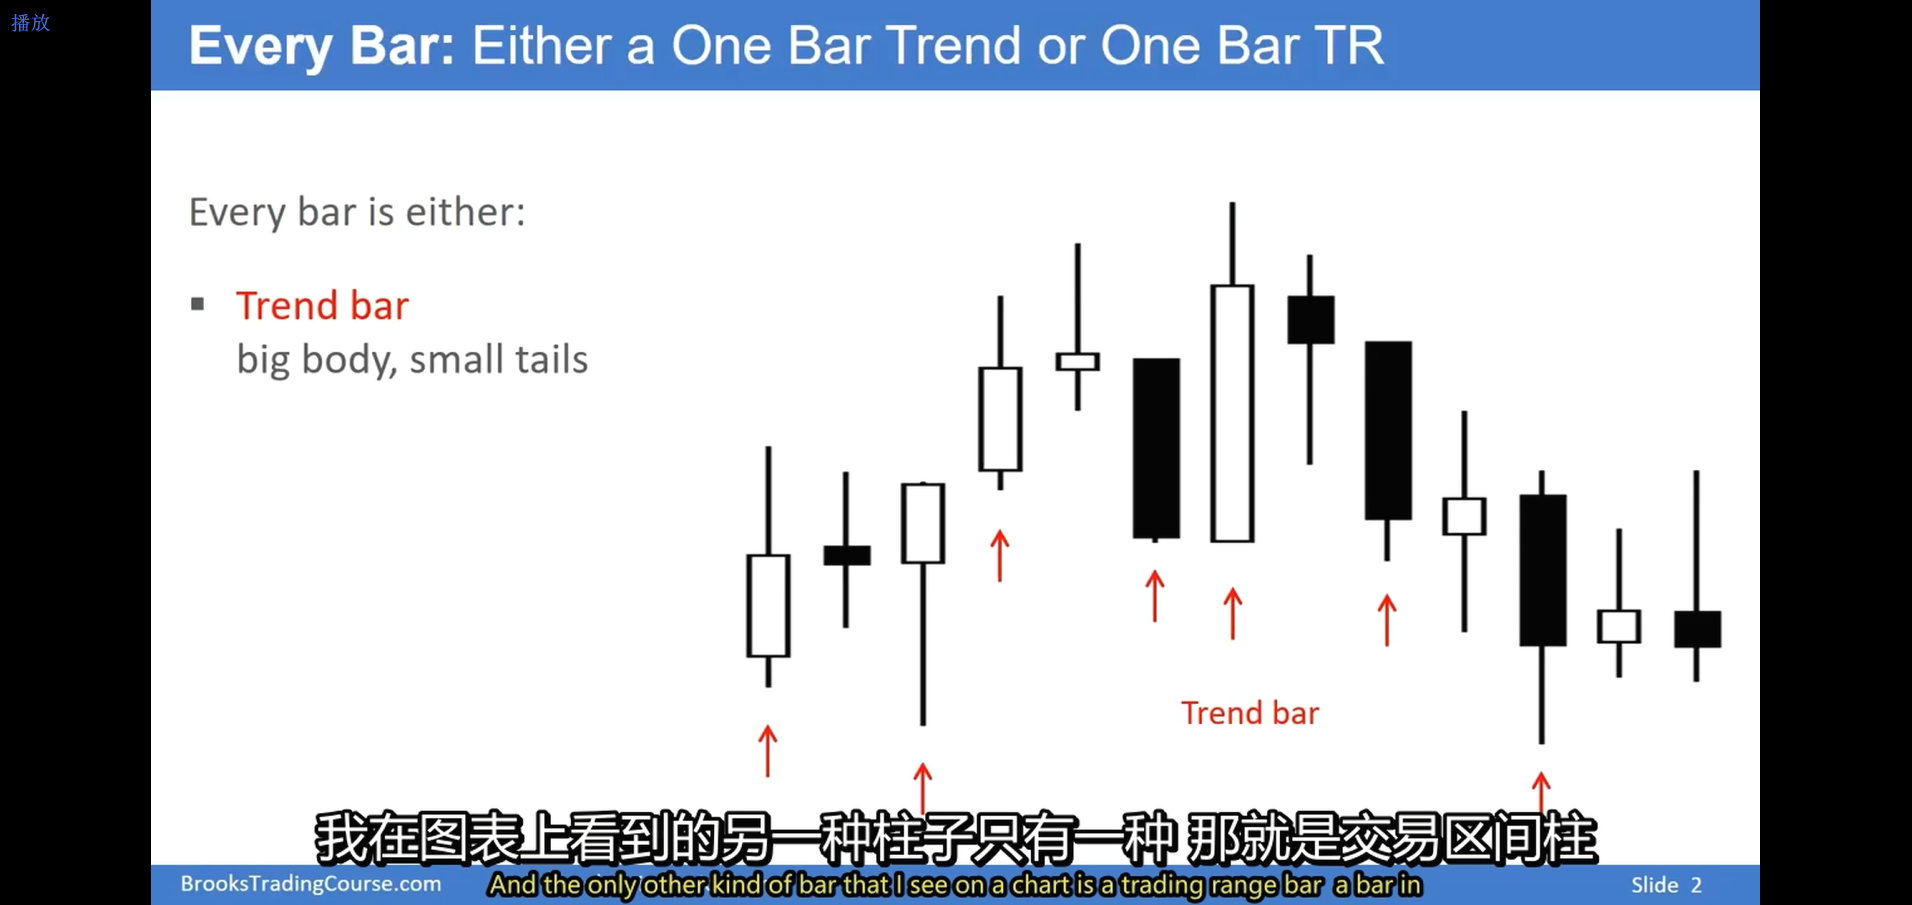 播放
Every Bar: Either a One Bar Trend or One Bar TR
Every bar is either:
Trend bar
big body, small tails
Trend bar
我在图表上看到的另一种柱子只有一种 那就是交易区间柱
BrooksTradingCourse.com
And the only other kind of bar that I see on a chart is a trading range bar a bar in
Slide 2